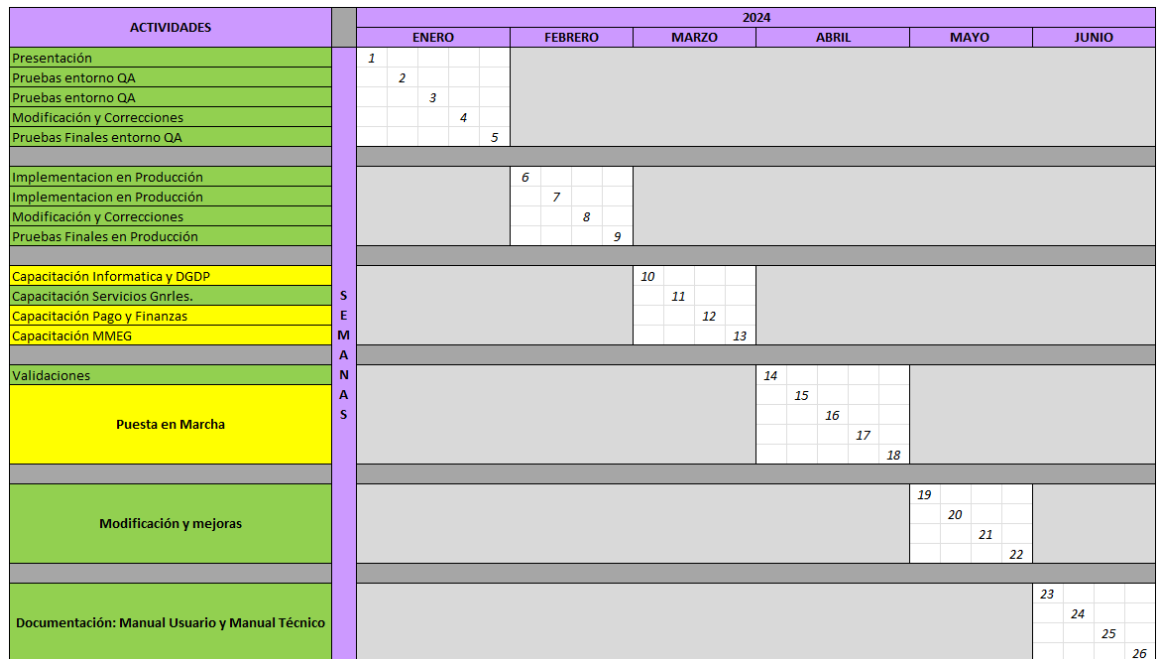 ACTIVIDADES
2024
ENERO FEBRERO MARZO ABRIL MAYO JUNIO
Presentación 1
Pruebas entorno QA 2
Pruebas entorno QA 3
Modificación y Correcciones 4
Pruebas Finales entorno QA 5
Implementacion en Producción 6
Implementacion en Producción 7
Modificación y Correcciones 8
Pruebas Finales en Producción 9
SEMANAS
Capacitación Informatica y DGDP 10
Capacitación Servicios Gnrles. 11
Capacitación Pago y Finanzas 12
Capacitación MMEG 13
Validaciones 14
Puesta en Marcha
15
16
17
18
Modificación y mejoras
19
20
21
22
Documentación: Manual Usuario y Manual Técnico
23
24
25
26